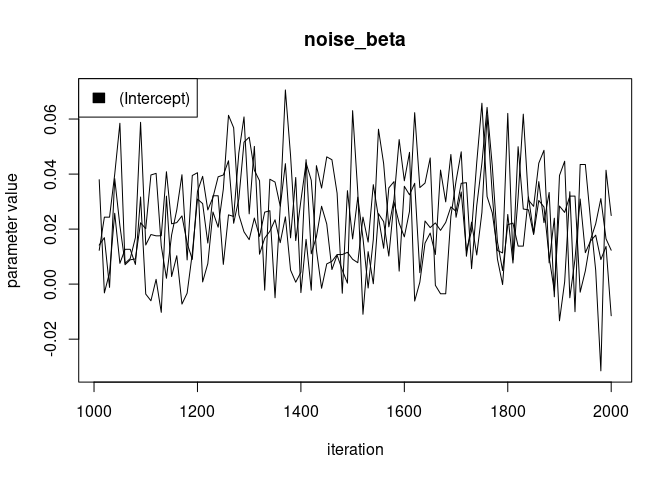 noise_beta
(Intercept)
parameter value
0.06
0.04
0.02
0.00
-0.02
1000 1200 1400 1600 1800 2000
iteration